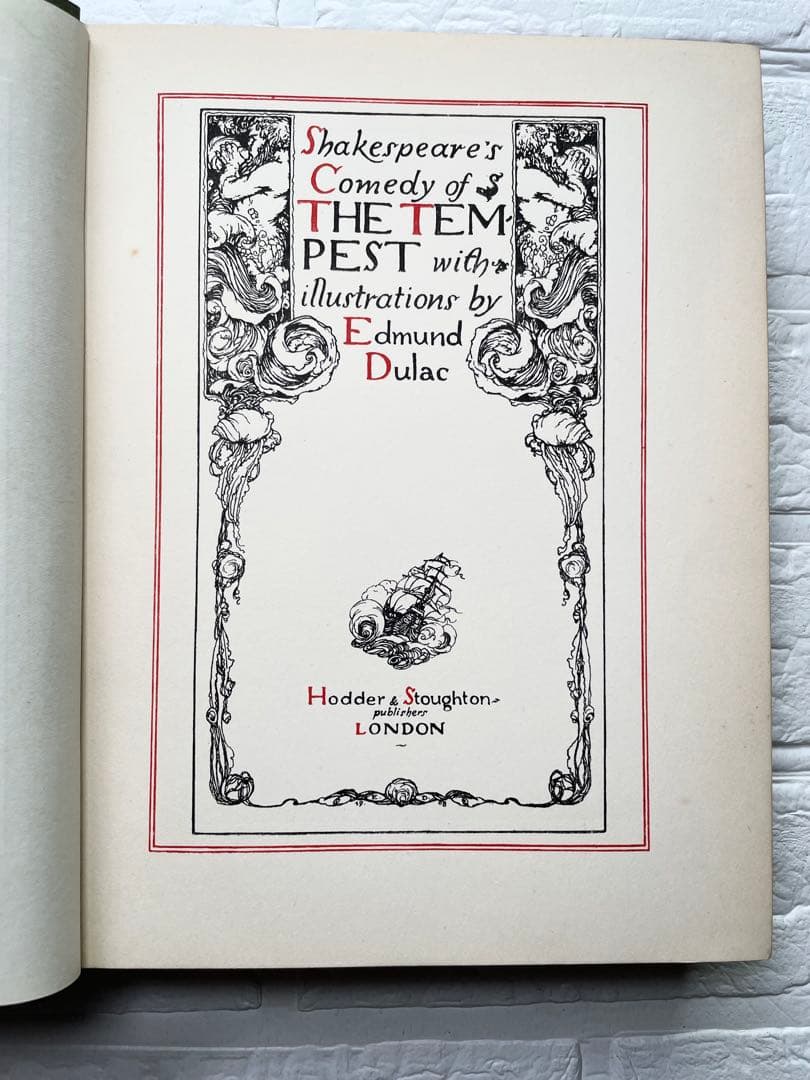 Shakespeare's
Comedy of
THE TEM-
PEST with
illustrations by
Edmund
Dulac
Hodder & Stoughton
publishers
LONDON